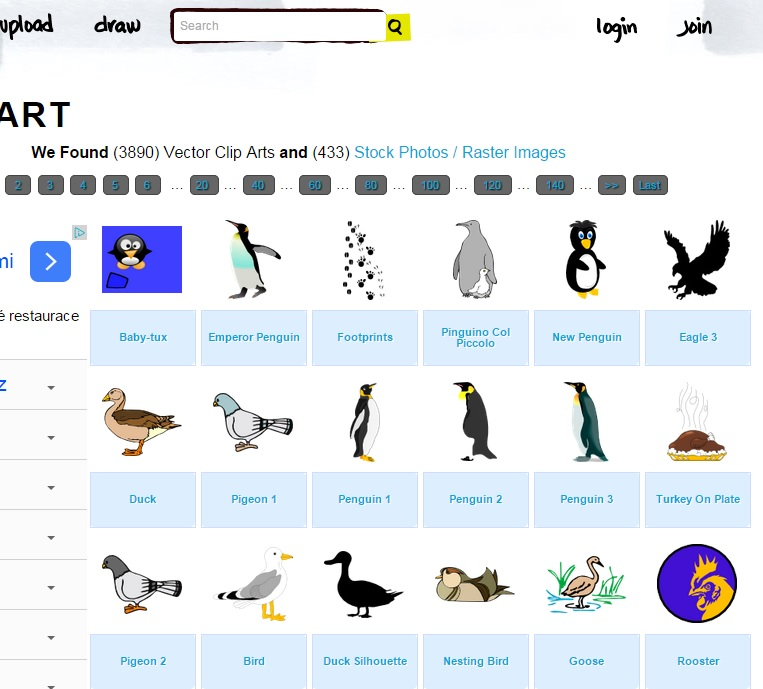 upload draw Search login join
ART
We Found (3890) Vector Clip Arts and (433) Stock Photos / Raster Images
2 3 4 5 6 ... 20 ... 40 ... 60 ... 80 ... 100 ... 120 ... 140 ... >> Last
mi
é restaurace
z
Baby-tux Emperor Penguin Footprints Pinguino Col Piccolo New Penguin Eagle 3
Duck Pigeon 1 Penguin 1 Penguin 2 Penguin 3 Turkey On Plate
Pigeon 2 Bird Duck Silhouette Nesting Bird Goose Rooster